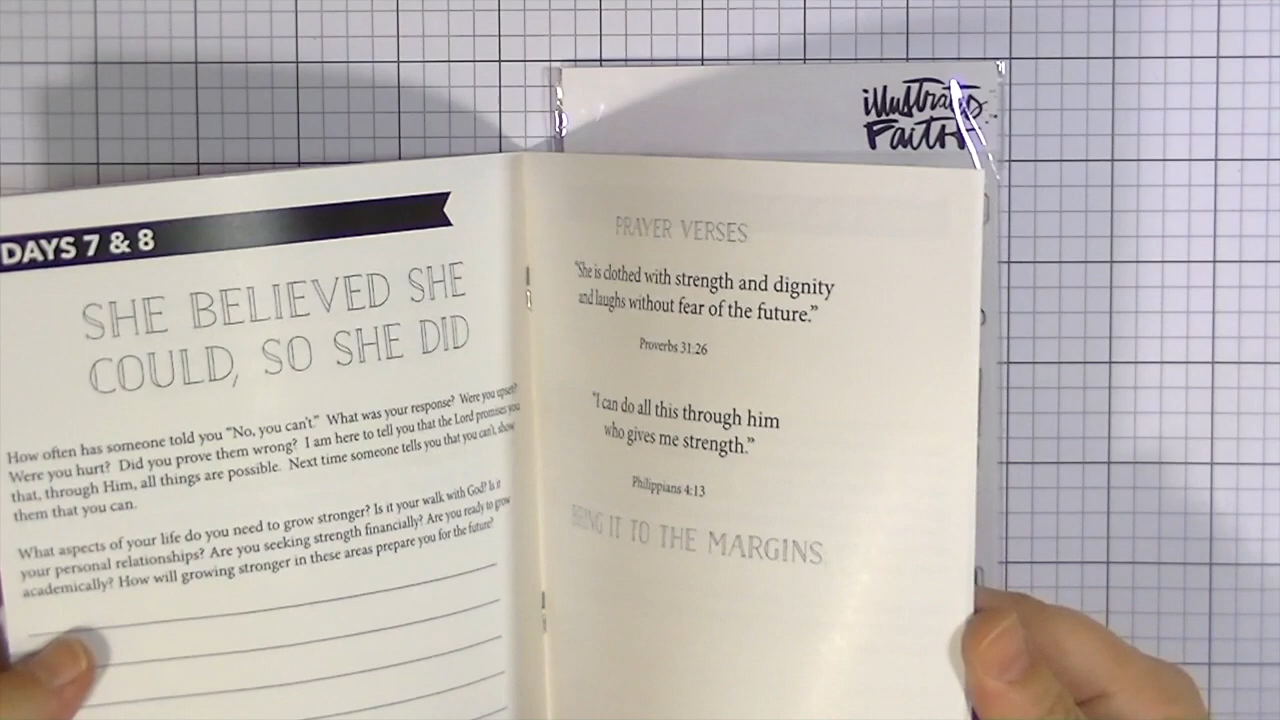 illustrated
Faith
DAYS 7 & 8
SHE BELIEVED SHE
COULD, SO SHE DID
How often has someone told you "No, you can't." What was your response? Were you upset?
Were you hurt? Did you prove them wrong? I am here to tell you that the Lord promises you
that, through Him, all things are possible. Next time someone tells you that you can't, show
them that you can.
What aspects of your life do you need to grow stronger? Is it your walk with God? Is it
your personal relationships? Are you seeking strength financially? Are you ready to grow
academically? How will growing stronger in these areas prepare you for the future?
PRAYER VERSES
"She is clothed with strength and dignity
and laughs without fear of the future."
Proverbs 31:26
"I can do all this through him
who gives me strength."
Philippians 4:13
BRING IT TO THE MARGINS